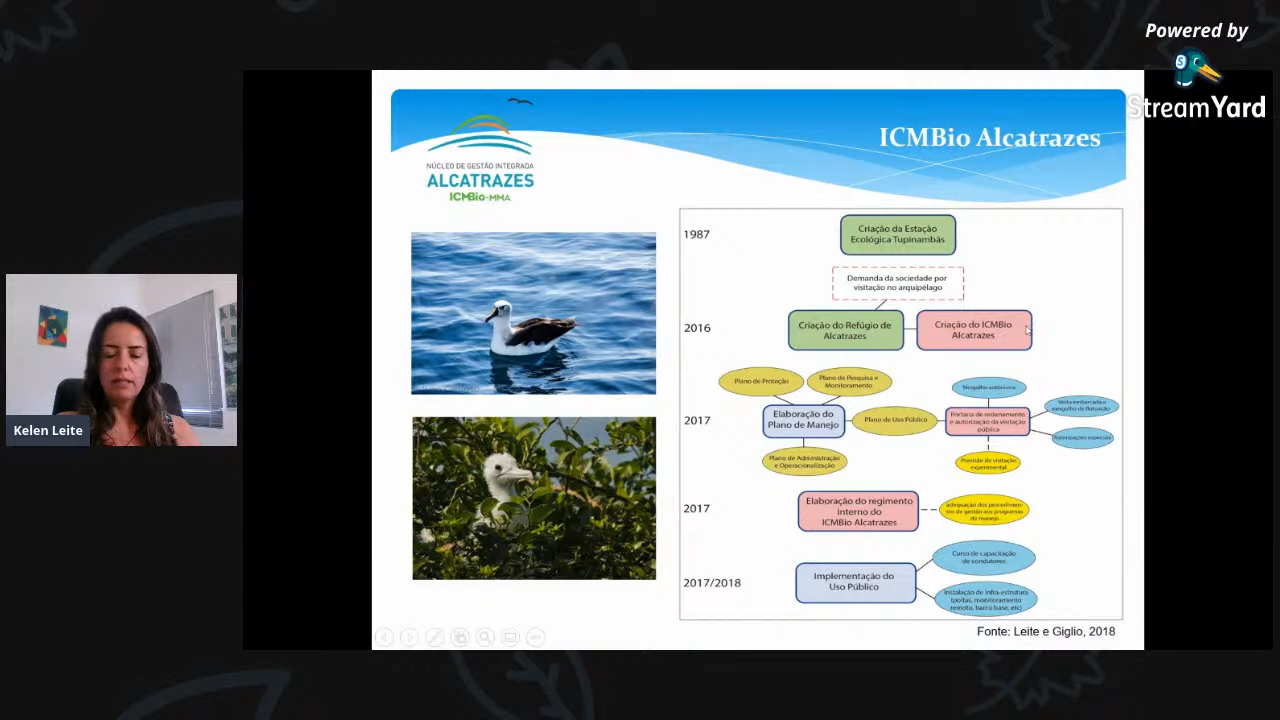 Powered by
StreamYard
ICMBio Alcatrazes
NÚCLEO DE GESTÃO INTEGRADA
ALCATRAZES
ICMBio-MMA
1987
Criação da Estação
Ecológica Tupinambás
Demanda da sociedade por
visitação no arquipélago
2016
Criação do Refúgio de
Alcatrazes
Criação do ICMBio
Alcatrazes
2017
Plano de Proteção
Plano de Pesquisa e
Monitoramento
Elaboração do
Plano de Manejo
Plano de Uso Público
Plano de Administração
e Operacionalização
Mergulho autônomo
Portaria de ordenamento
e autorização da visitação
pública
Visita embarcada e
mergulho de flutuação
Autorizações especiais
Previsão de visitação
experimental
2017
Elaboração do regimento
interno do
ICMBio Alcatrazes
adequação dos procedimen-
tos de gestão aos programas
de manejo
2017/2018
Implementação do
Uso Público
Curso de capacitação
de condutores
Instalação de infra-estrutura
(poitas, monitoramento
remoto, barco base, etc)
Fonte: Leite e Giglio, 2018
Kelen Leite